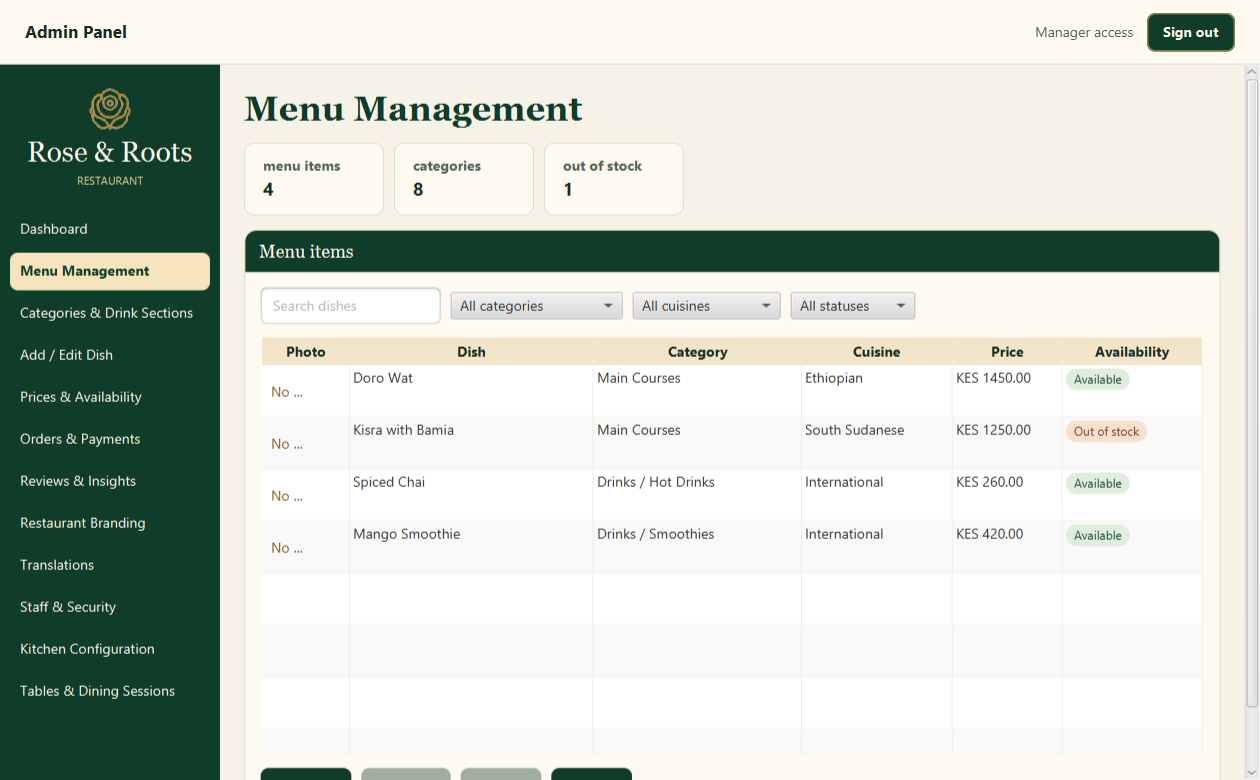 Admin Panel
Manager access
Sign out
Rose & Roots
RESTAURANT
Dashboard
Menu Management
Categories & Drink Sections
Add / Edit Dish
Prices & Availability
Orders & Payments
Reviews & Insights
Restaurant Branding
Translations
Staff & Security
Kitchen Configuration
Tables & Dining Sessions
Menu Management
menu items
4
categories
8
out of stock
1
Menu items
Search dishes
All categories
All cuisines
All statuses
Photo Dish Category Cuisine Price Availability
No ... Doro Wat Main Courses Ethiopian KES 1450.00 Available
No ... Kisra with Bamia Main Courses South Sudanese KES 1250.00 Out of stock
No ... Spiced Chai Drinks / Hot Drinks International KES 260.00 Available
No ... Mango Smoothie Drinks / Smoothies International KES 420.00 Available